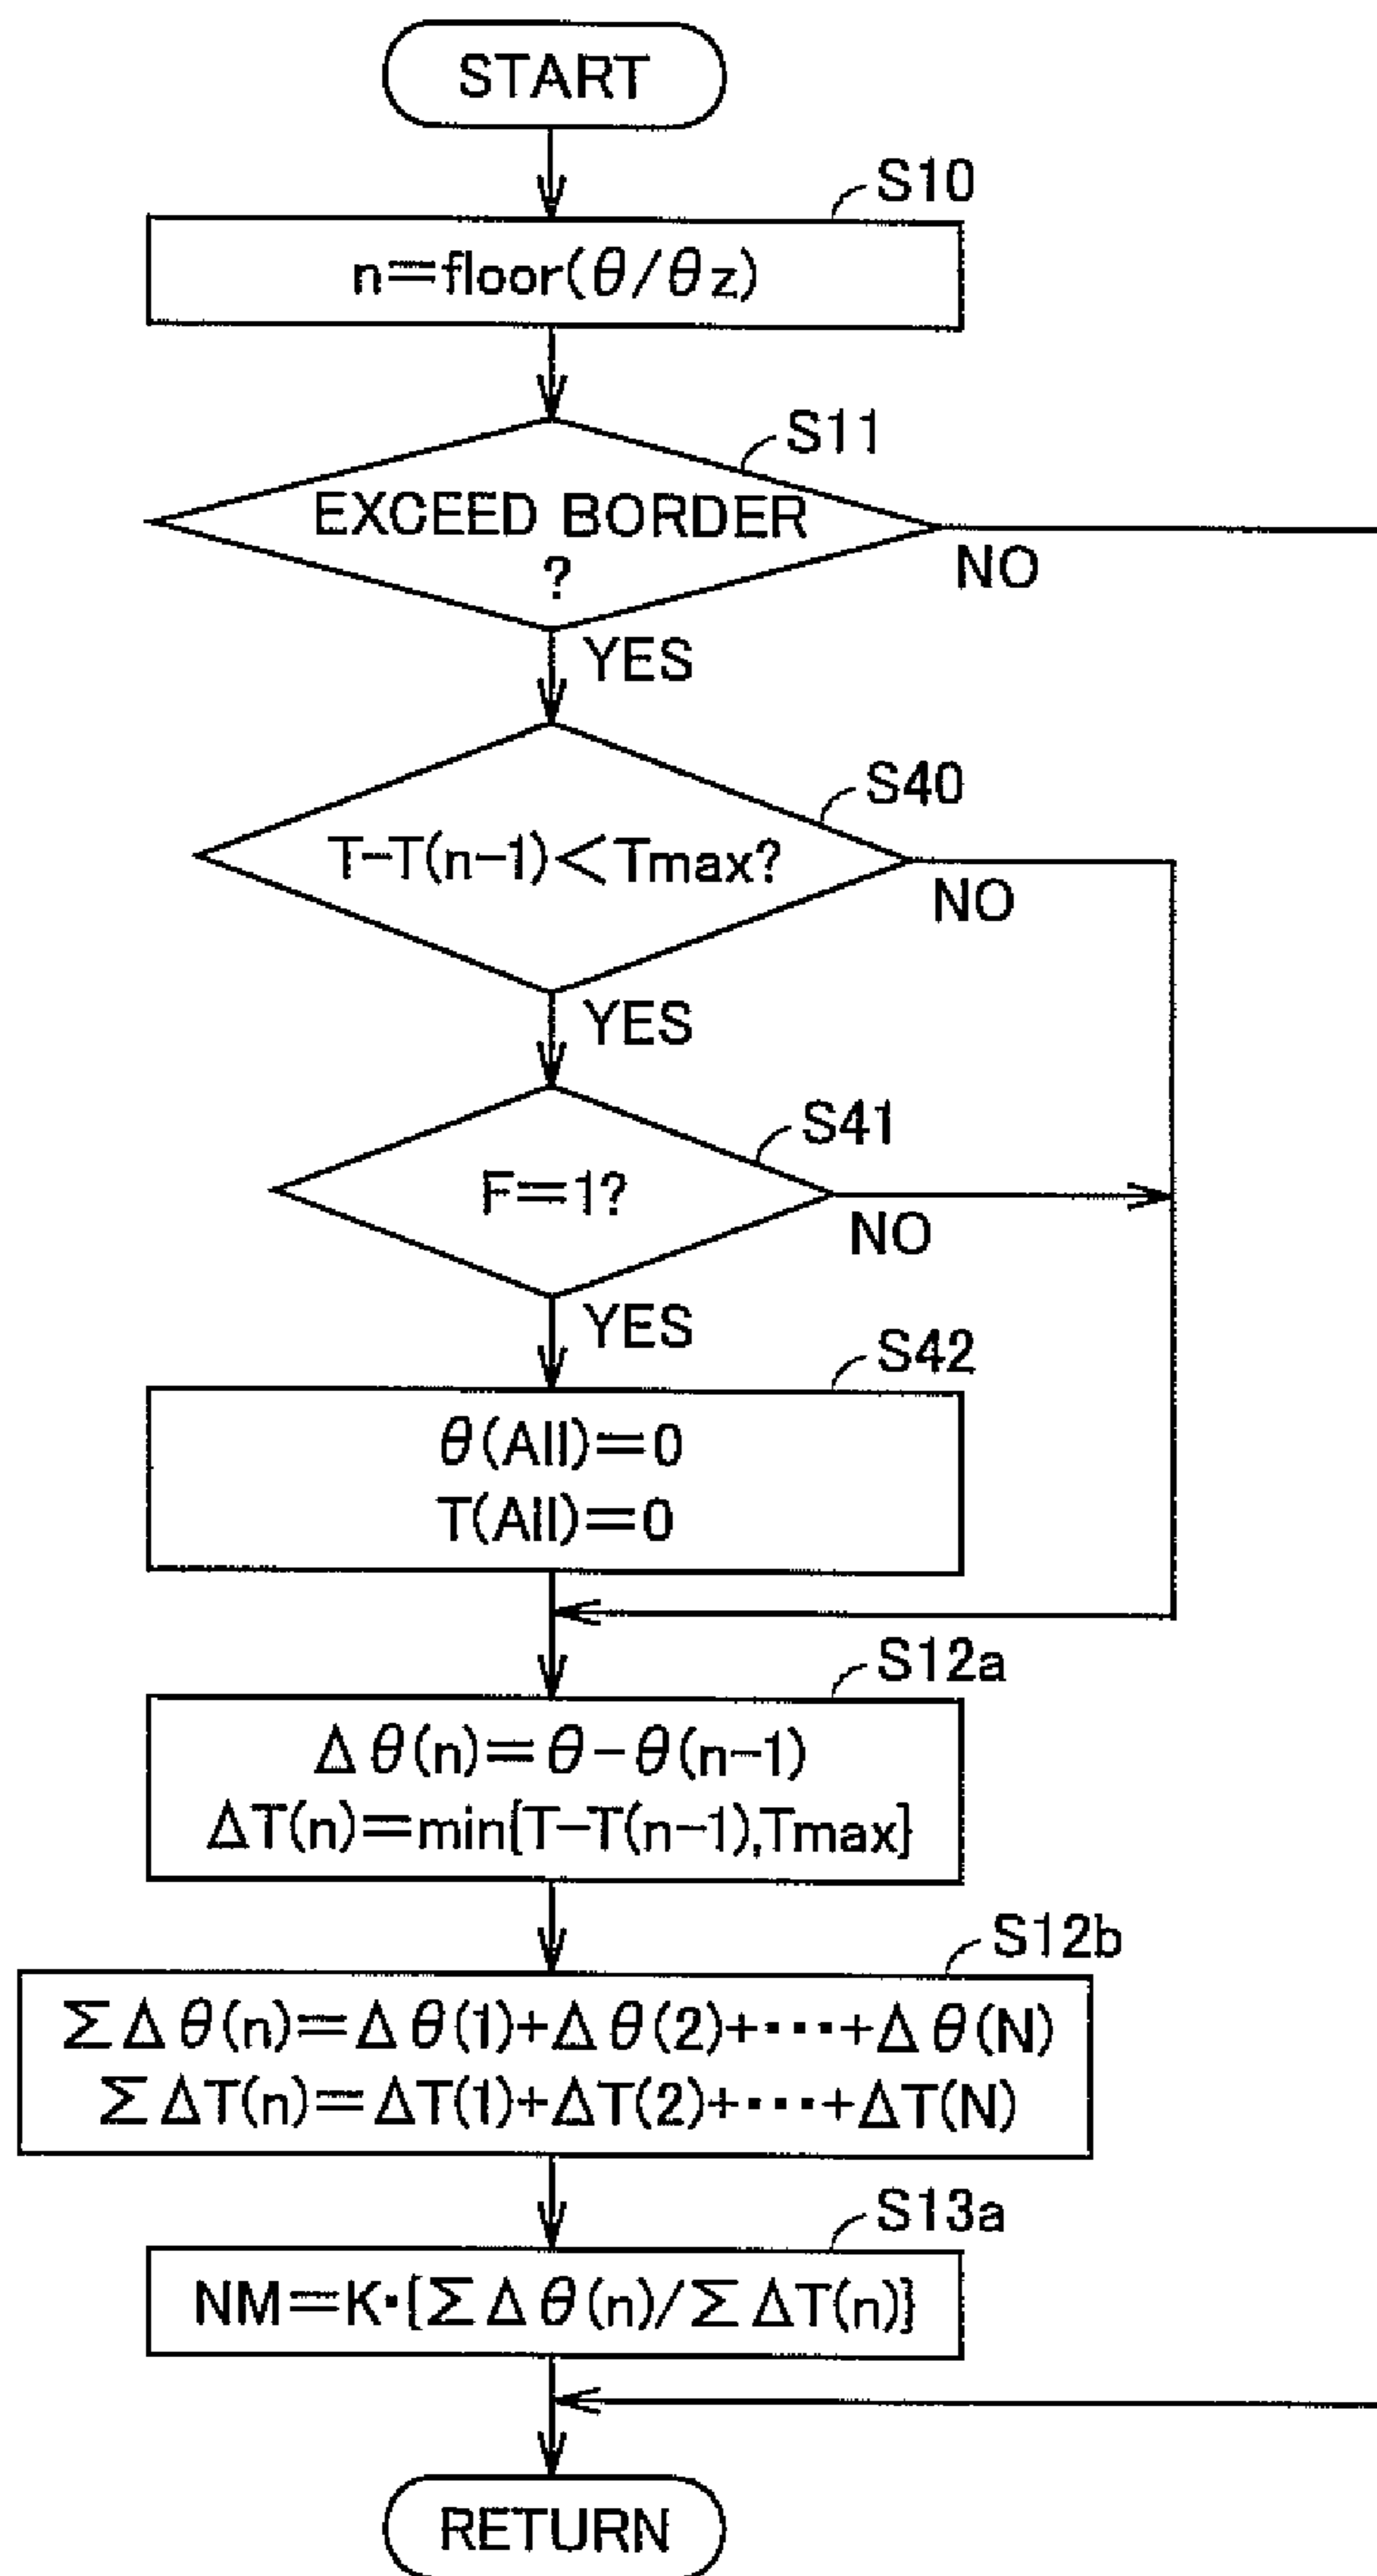 START
S10
n=floor(θ/θz)
S11
EXCEED BORDER
?
NO
YES
S40
T-T(n-1)<Tmax?
NO
YES
S41
F=1?
NO
YES
S42
θ(All)=0
T(All)=0
S12a
Δθ(n)=θ-θ(n-1)
ΔT(n)=min{T-T(n-1),Tmax}
S12b
ΣΔθ(n)=Δθ(1)+Δθ(2)+···+Δθ(N)
ΣΔT(n)=ΔT(1)+ΔT(2)+···+ΔT(N)
S13a
NM=K·{ΣΔθ(n)/ΣΔT(n)}
RETURN